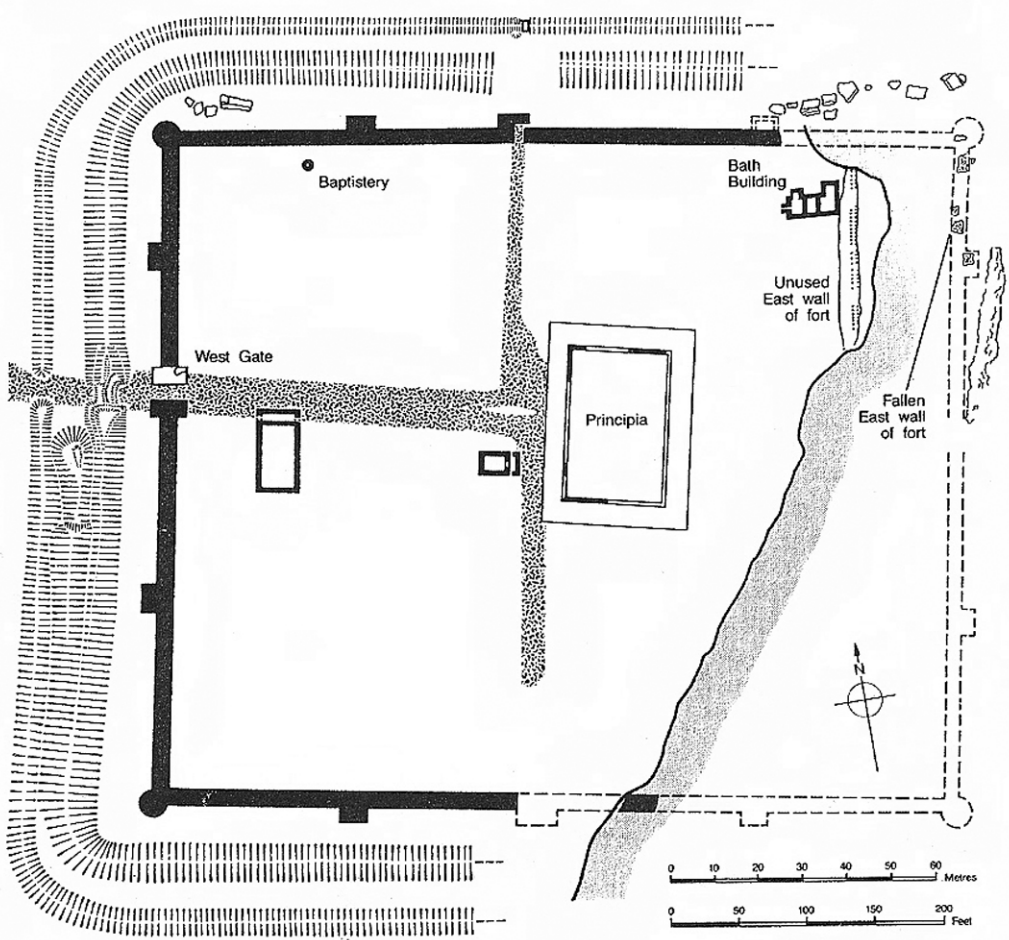 Baptistery
Bath
Building
Unused
East wall
of fort
West Gate
Principia
Fallen
East wall
of fort
N
0 10 20 30 40 50 60
Metres
0 50 100 150 200
Feet